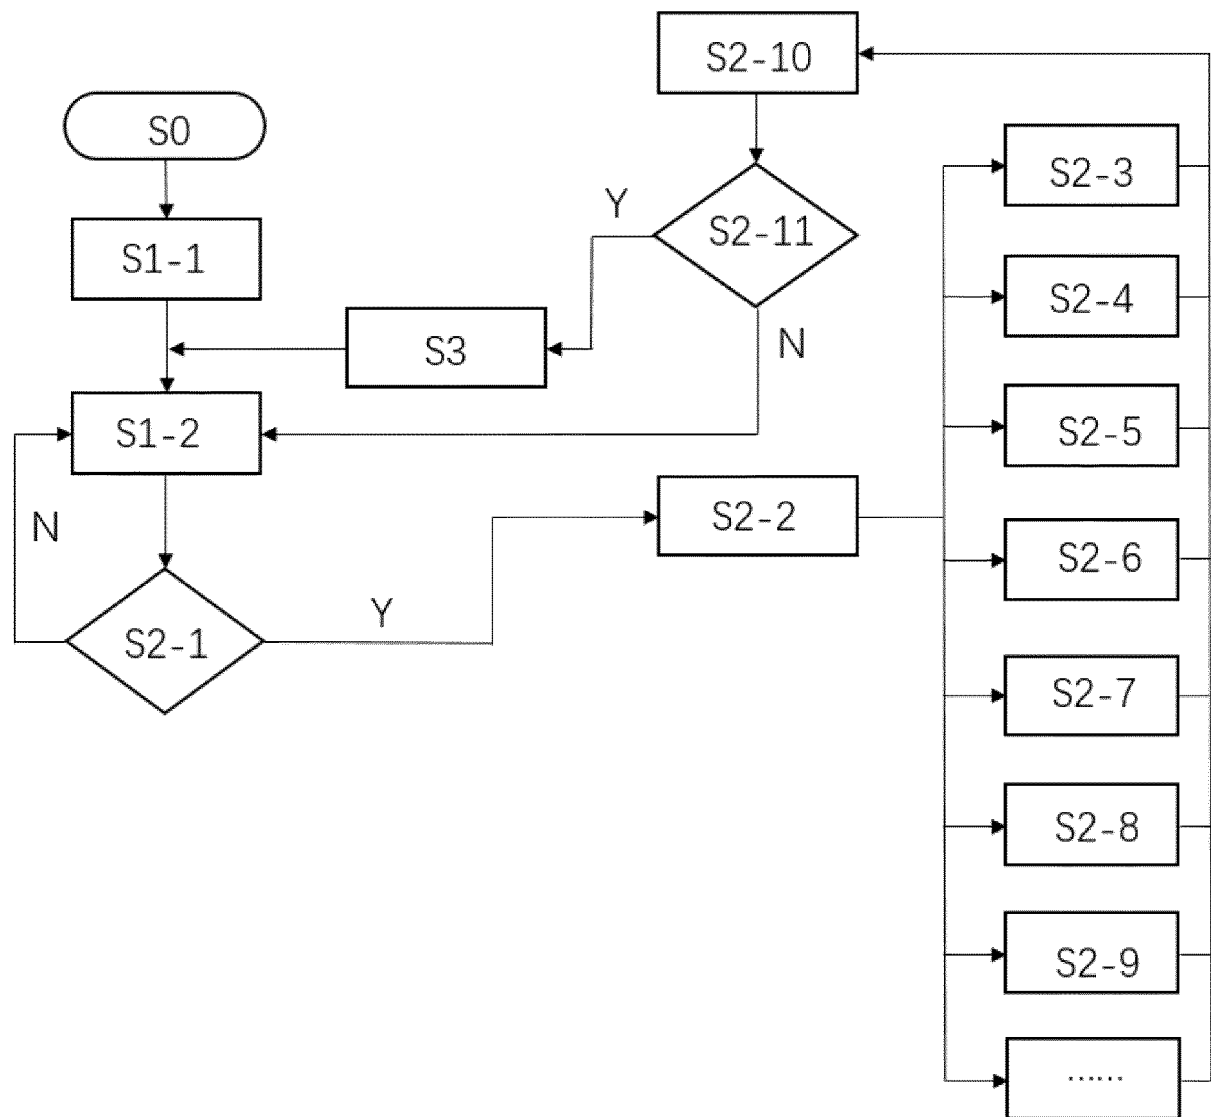 S2-10
S0
S2-3
Y
S2-11
S1-1
S2-4
N
S3
S1-2
S2-5
N
S2-2
S2-6
Y
S2-1
S2-7
S2-8
S2-9
......